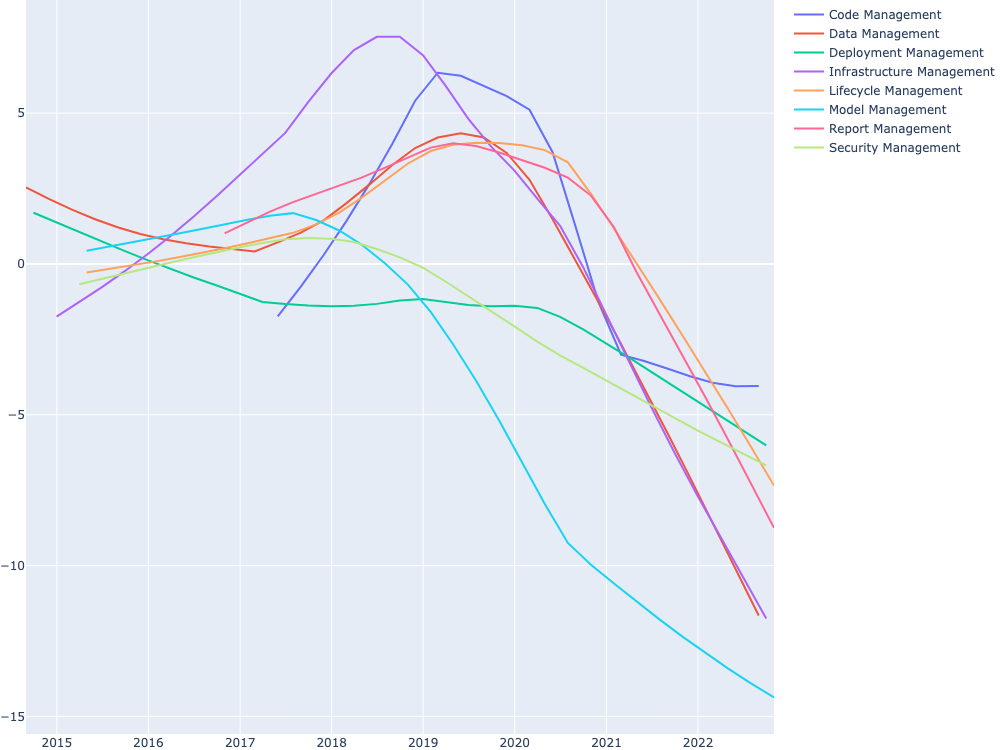 Code Management
Data Management
Deployment Management
Infrastructure Management
Lifecycle Management
Model Management
Report Management
Security Management
5
0
−5
−10
−15
2015 2016 2017 2018 2019 2020 2021 2022